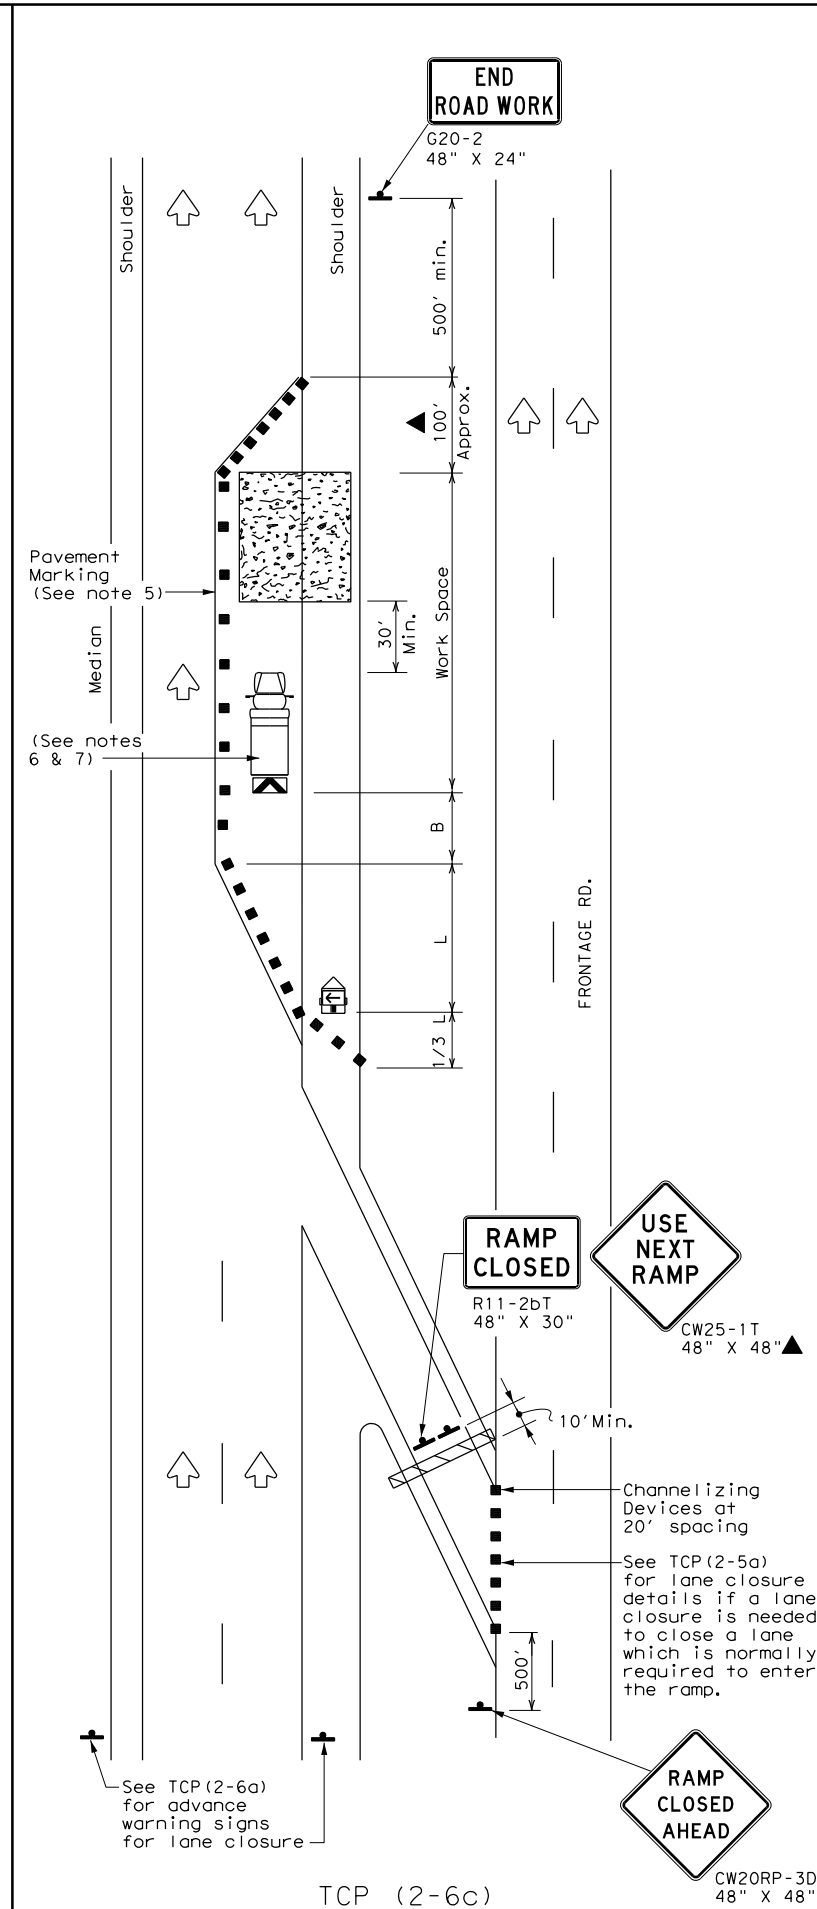 END
ROAD WORK
G20-2
48" X 24"
Shoulder
Shoulder
500' min.
100'
Approx.
Pavement
Marking
(See note 5)
30'
Min.
Work Space
Median
(See notes
6 & 7)
B
L
FRONTAGE RD.
1/3 L
RAMP
CLOSED
R11-2bT
48" X 30"
USE
NEXT
RAMP
CW25-1T
48" X 48"
10'Min.
Channelizing
Devices at
20' spacing
See TCP(2-5a)
for lane closure
details if a lane
closure is needed
to close a lane
which is normally
required to enter
the ramp.
500'
See TCP(2-6a)
for advance
warning signs
for lane closure
RAMP
CLOSED
AHEAD
CW20RP-3D
48" X 48"
TCP (2-6c)